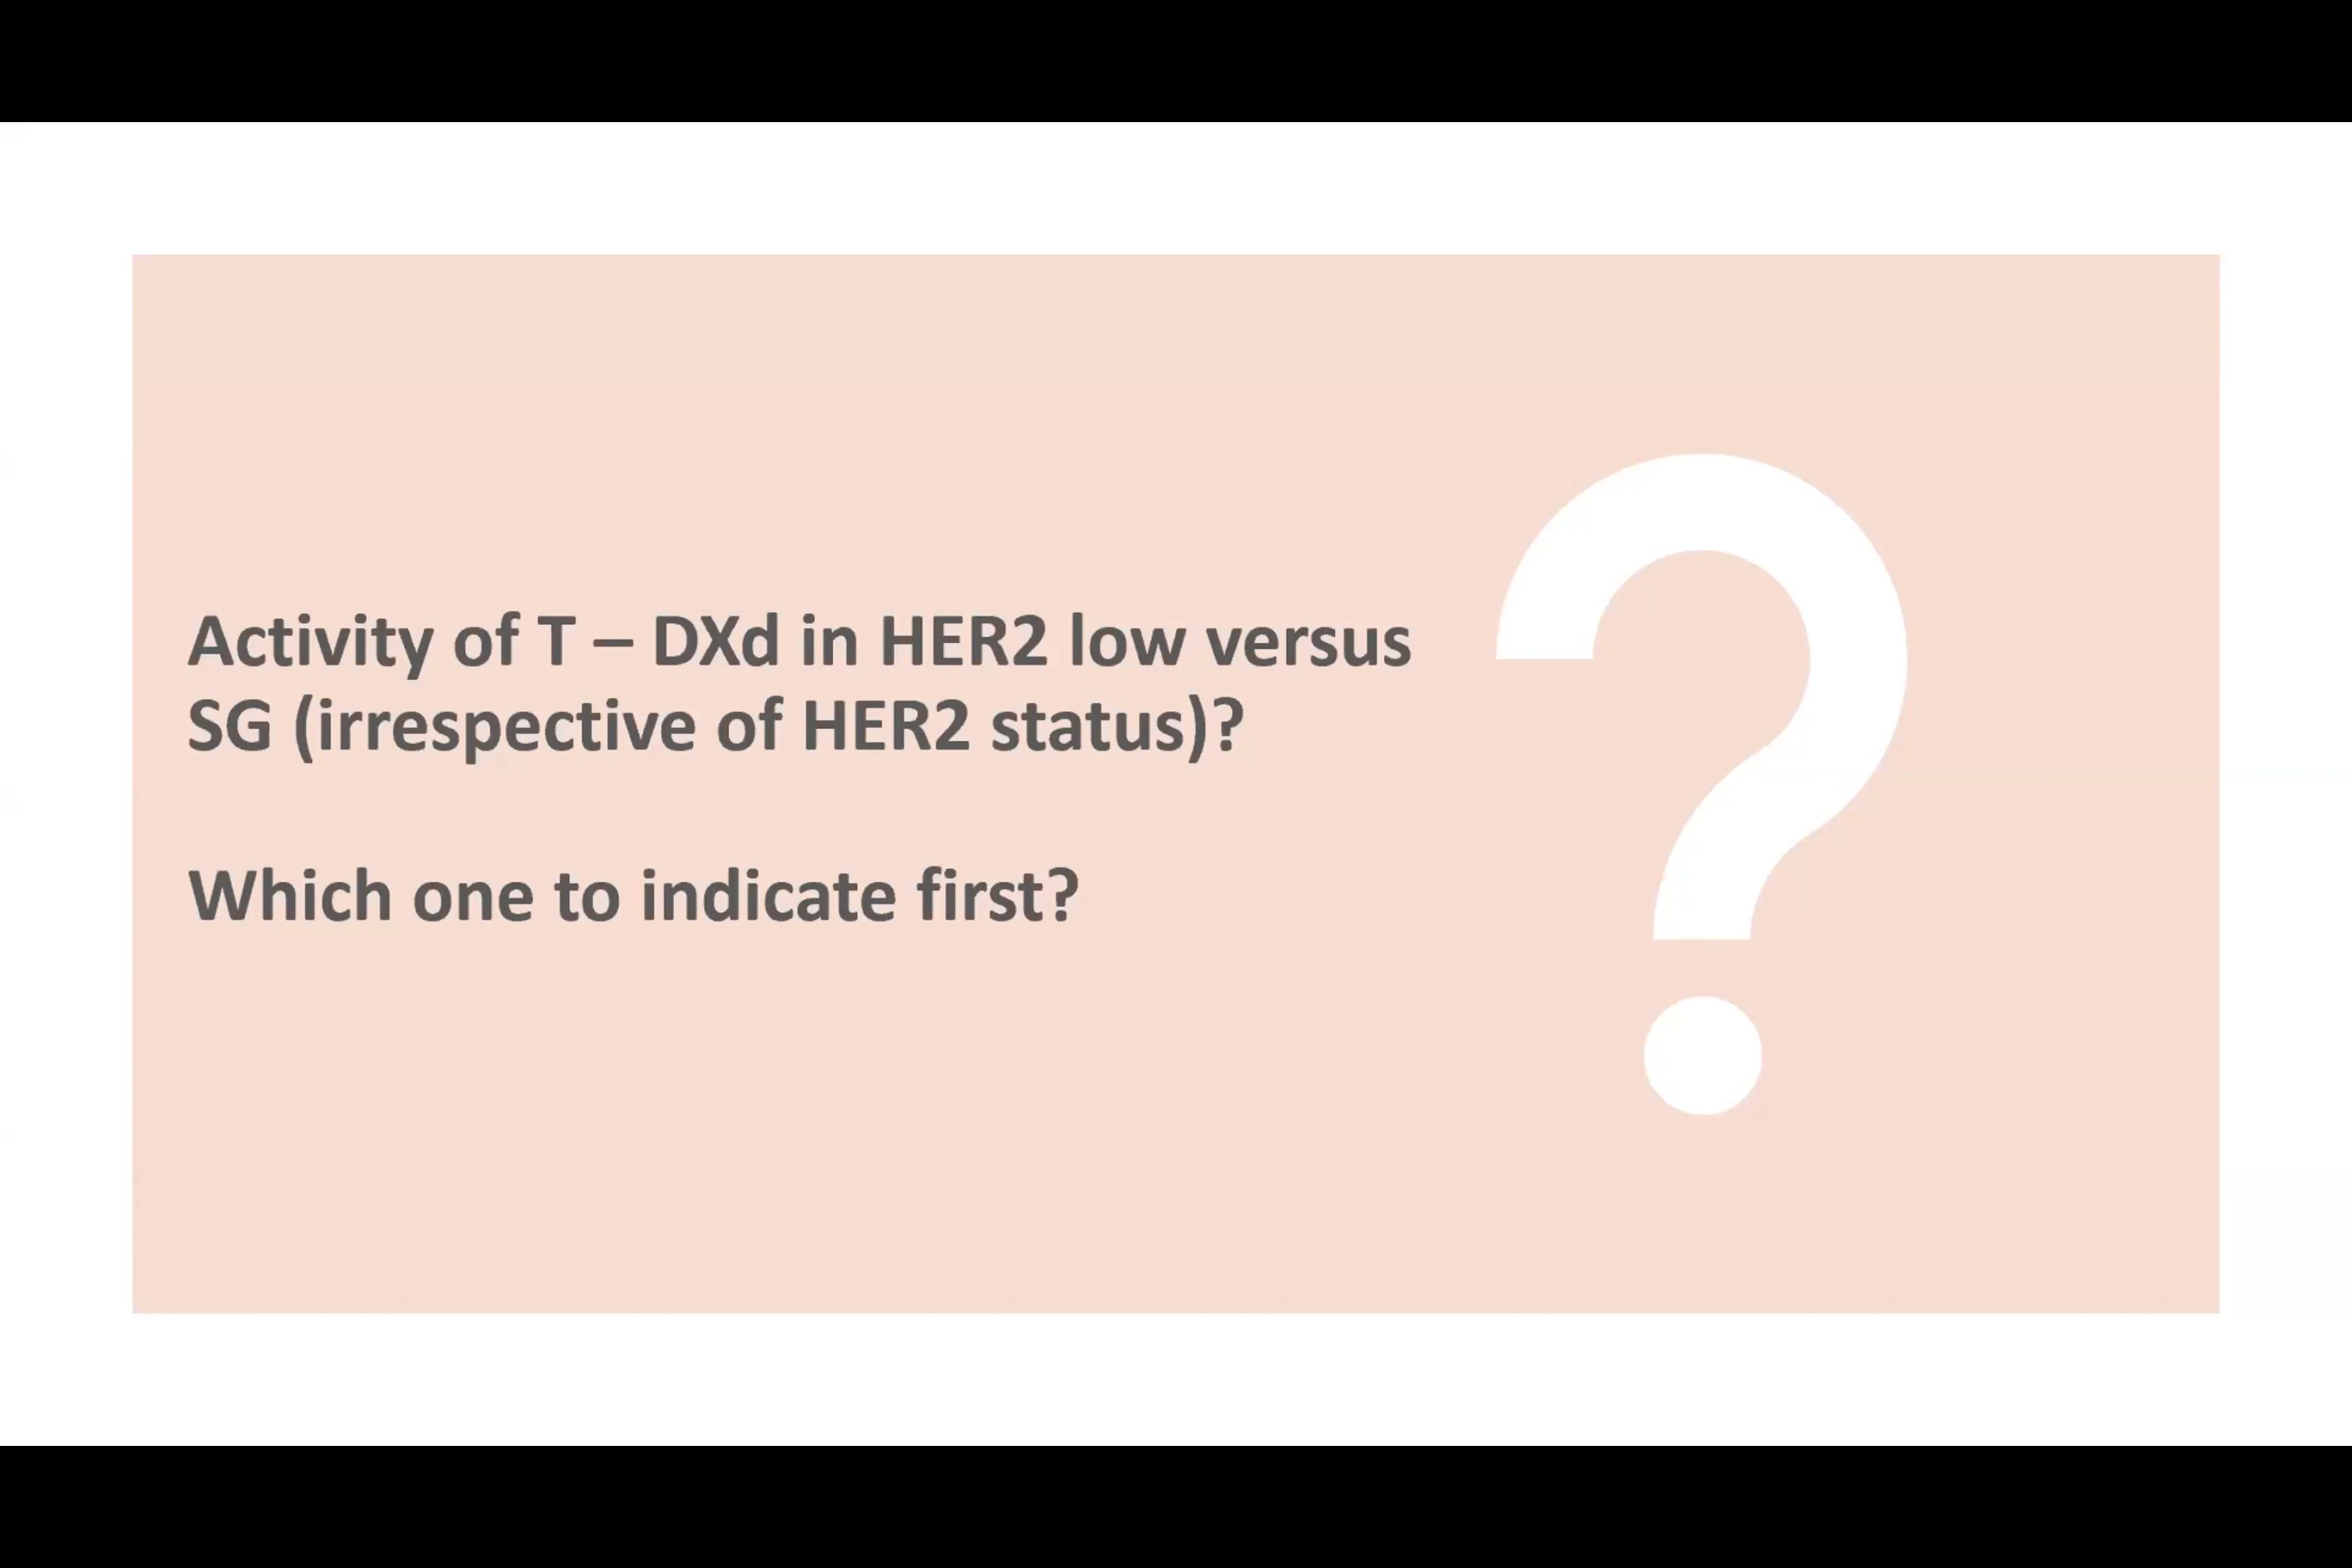 Activity of T – DXd in HER2 low versus
SG (irrespective of HER2 status)?
Which one to indicate first?